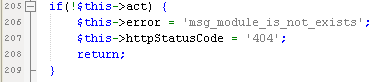 205 if(!$this->act) {
206 $this->error = 'msg_module_is_not_exists';
207 $this->httpStatusCode = '404';
208 return;
209 }